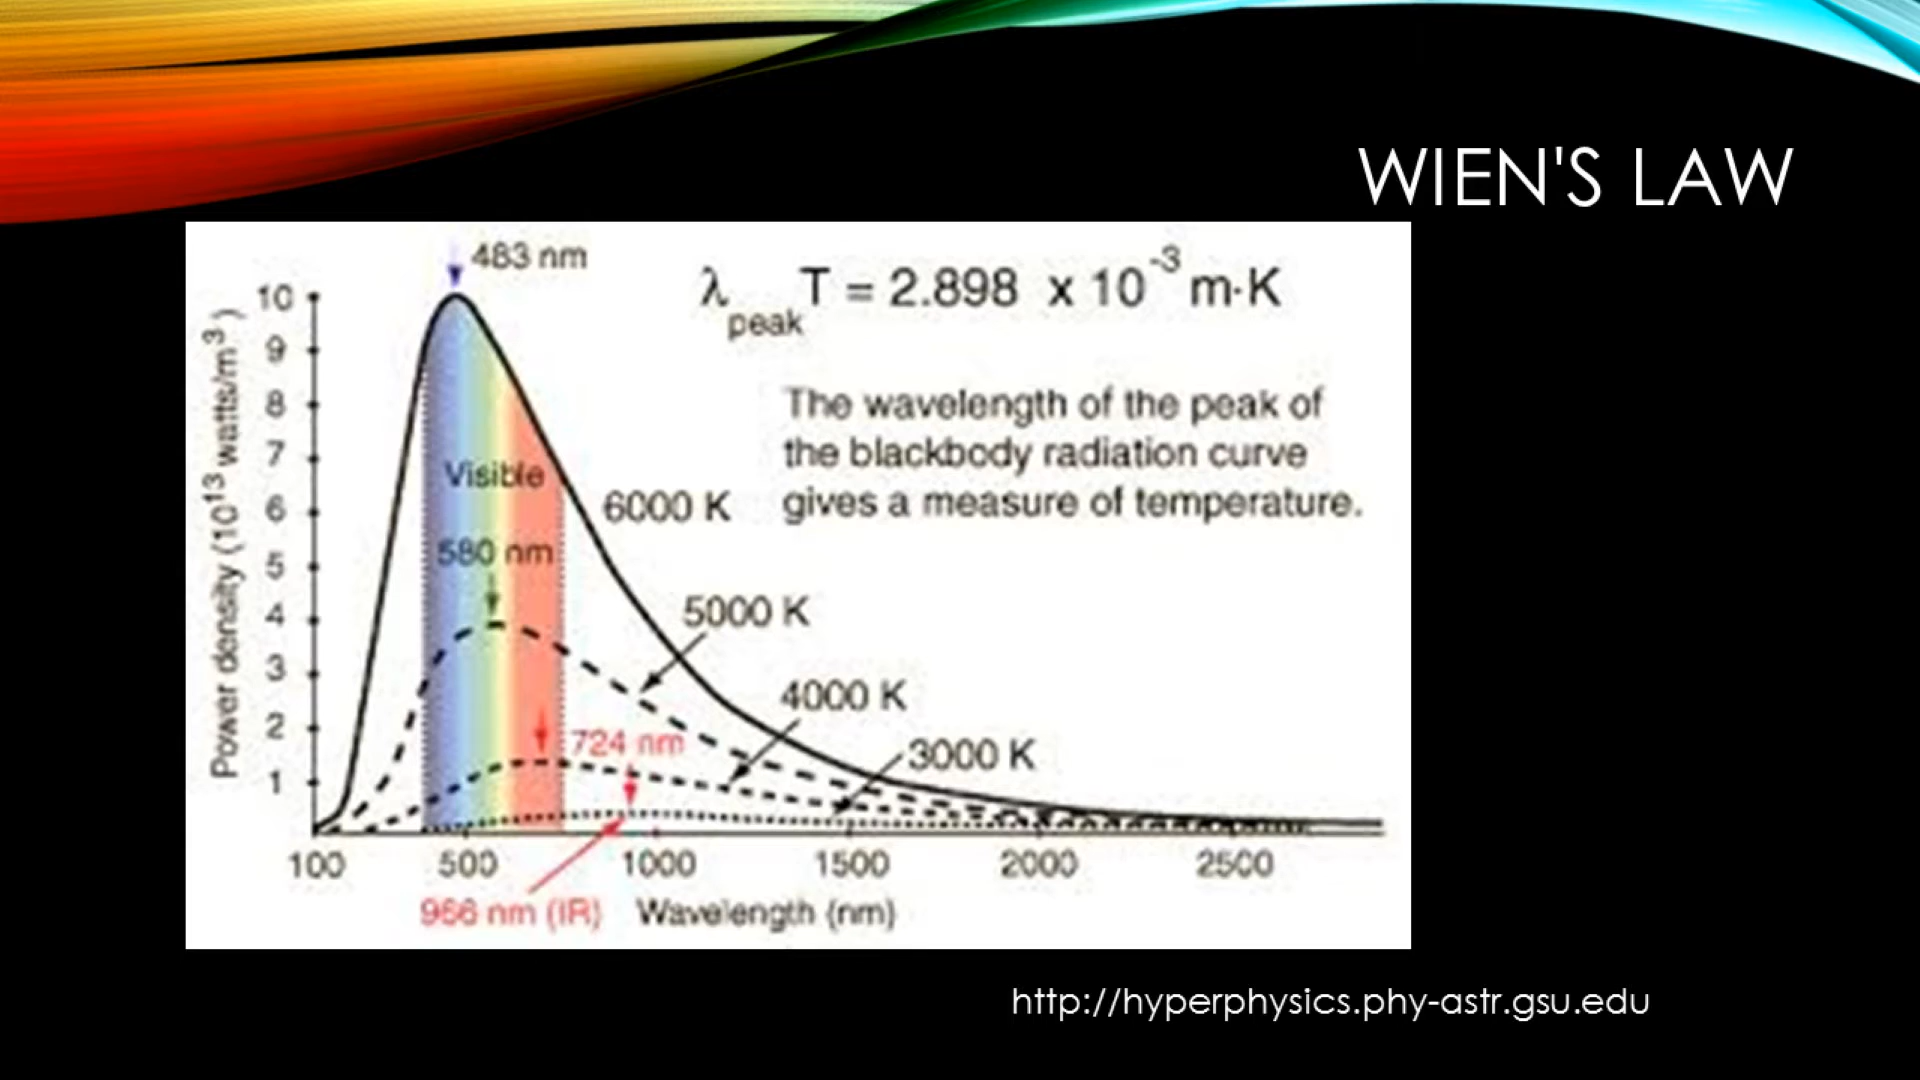 WIEN'S LAW
483 nm
λpeak T = 2.898 x 10⁻³ m·K
The wavelength of the peak of
the blackbody radiation curve
gives a measure of temperature.
Power density (10¹³ watts/m³)
10
9
8
7
6
5
4
3
2
1
Visible
6000 K
580 nm
5000 K
4000 K
724 nm
3000 K
100 500 1000 1500 2000 2500
966 nm (IR)
Wavelength (nm)
http://hyperphysics.phy-astr.gsu.edu